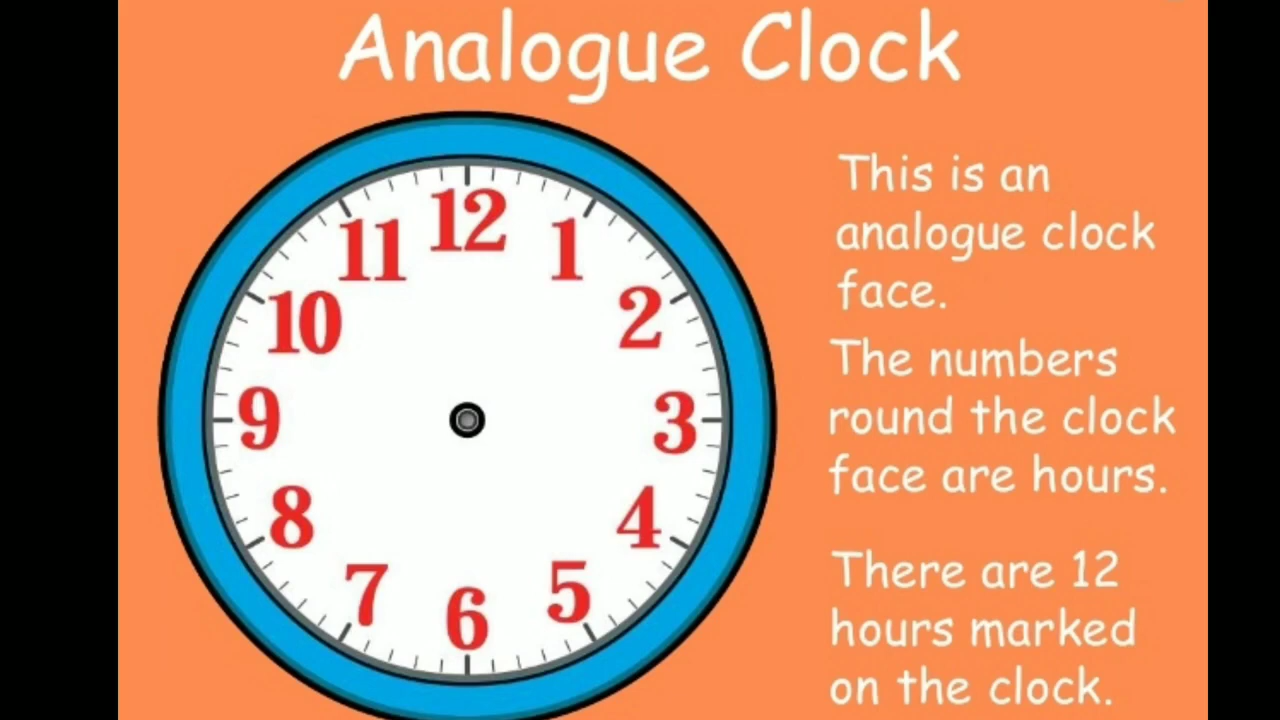 Analogue Clock
12
11
1
10
2
9
3
8
4
7
5
6
This is an
analogue clock
face.
The numbers
round the clock
face are hours.
There are 12
hours marked
on the clock.